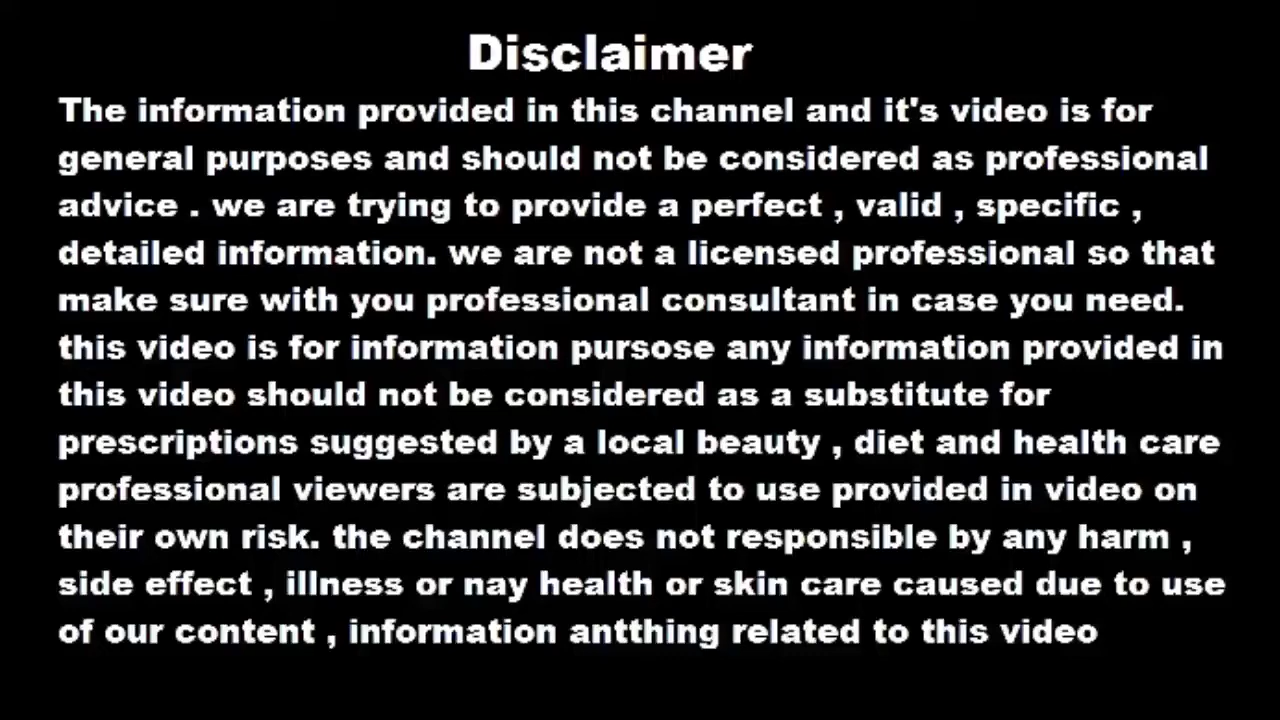 Disclaimer
The information provided in this channel and it's video is for
general purposes and should not be considered as professional
advice . we are trying to provide a perfect , valid , specific ,
detailed information. we are not a licensed professional so that
make sure with you professional consultant in case you need.
this video is for information pursose any information provided in
this video should not be considered as a substitute for
prescriptions suggested by a local beauty , diet and health care
professional viewers are subjected to use provided in video on
their own risk. the channel does not responsible by any harm ,
side effect , illness or nay health or skin care caused due to use
of our content , information antthing related to this video